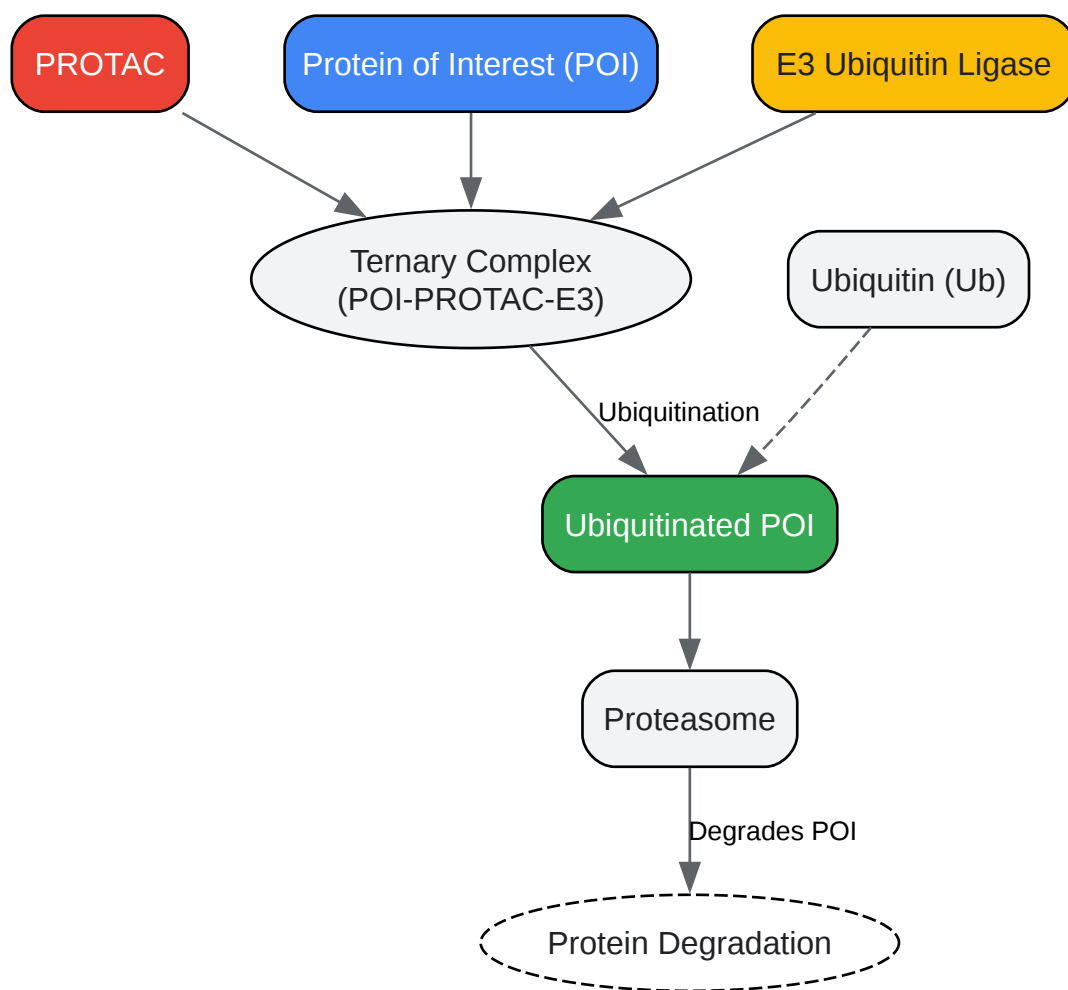 PROTAC
Protein of Interest (POI)
E3 Ubiquitin Ligase
Ternary Complex
(POI-PROTAC-E3)
Ubiquitin (Ub)
Ubiquitination
Ubiquitinated POI
Proteasome
Degrades POI
Protein Degradation